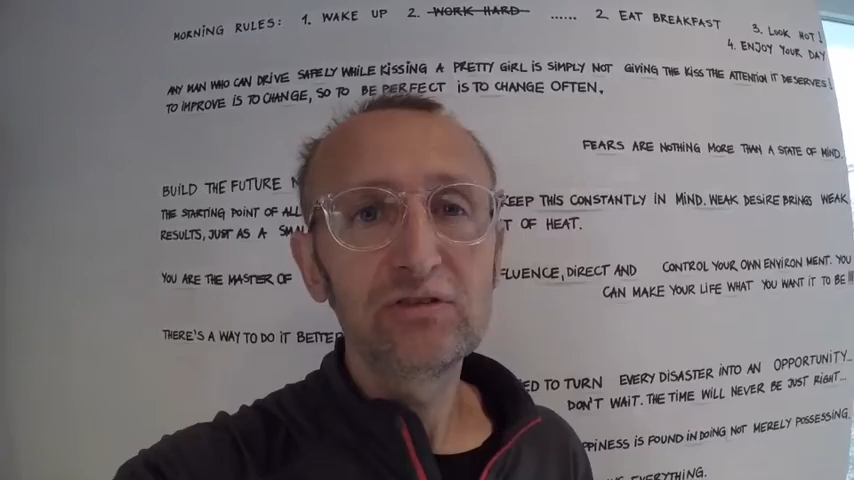 MORNING RULES: 1. WAKE UP 2. WORK HARD ...... 2. EAT BREAKFAST 3. LOOK HOT!
4. ENJOY YOUR DAY
ANY MAN WHO CAN DRIVE SAFELY WHILE KISSING A PRETTY GIRL IS SIMPLY NOT GIVING THE KISS THE ATTENTION IT DESERVES!
TO IMPROVE IS TO CHANGE, SO TO BE PERFECT IS TO CHANGE OFTEN.
FEARS ARE NOTHING MORE THAN A STATE OF MIND.
BUILD THE FUTURE KEEP THIS CONSTANTLY IN MIND. WEAK DESIRE BRINGS WEAK
THE STARTING POINT OF ALL
RESULTS, JUST AS A OF HEAT.
YOU ARE THE MASTER OF DIRECT AND CONTROL YOUR OWN ENVIRONMENT. YOU
CAN MAKE YOUR LIFE WHAT YOU WANT IT TO BE !!!
THERE'S A WAY TO DO IT BETTER
TO TURN EVERY DISASTER INTO AN OPPORTUNITY...
DON'T WAIT. THE TIME WILL NEVER BE JUST RIGHT...
IS FOUND IN DOING NOT MERELY POSSESSING.
EVERYTHING.